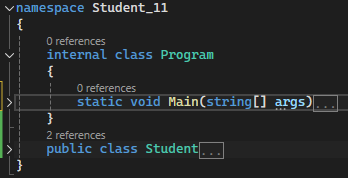 namespace Student_11
{
0 references
internal class Program
{
0 references
static void Main(string[] args)...
}
2 references
public class Student...
}